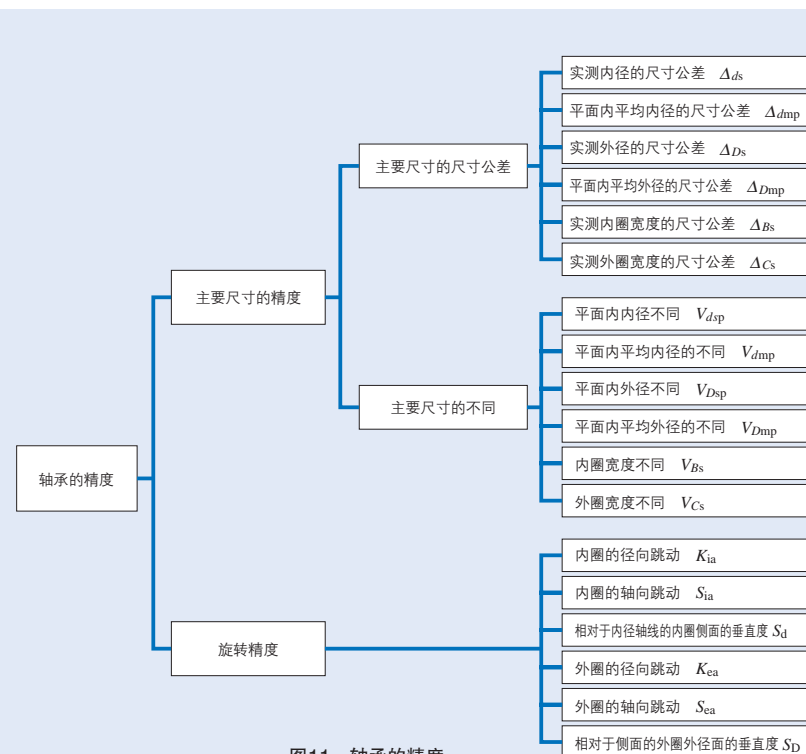 实测内径的尺寸公差 Δds
平面内平均内径的尺寸公差 Δdmp
实测外径的尺寸公差 ΔDs
平面内平均外径的尺寸公差 ΔDmp
实测内圈宽度的尺寸公差 ΔBs
实测外圈宽度的尺寸公差 ΔCs
主要尺寸的尺寸公差
主要尺寸的精度
平面内内径不同 Vdsp
平面内平均内径的不同 Vdmp
平面内外径不同 VDsp
平面内平均外径的不同 VDmp
内圈宽度不同 VBs
外圈宽度不同 VCs
主要尺寸的不同
轴承的精度
内圈的径向跳动 Kia
内圈的轴向跳动 Sia
相对于内径轴线的内圈侧面的垂直度 Sd
外圈的径向跳动 Kea
外圈的轴向跳动 Sea
相对于侧面的外圈外径面的垂直度 SD
旋转精度
图11 轴承的精度